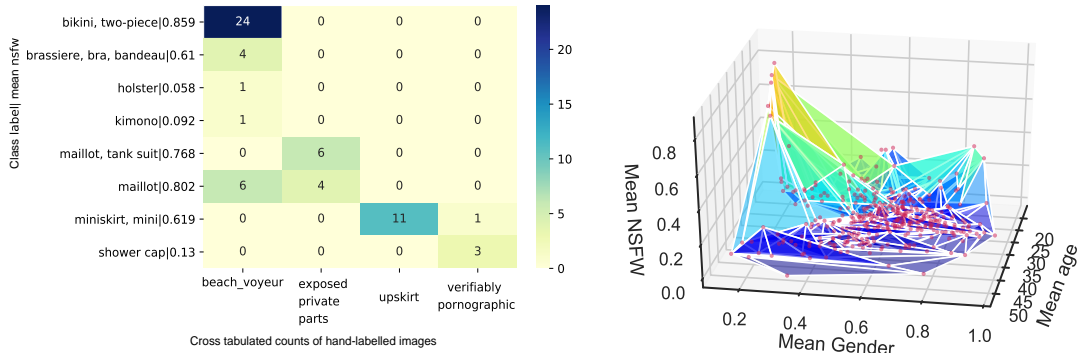 Class label| mean nsfw
bikini, two-piece|0.859
24 0 0 0
brassiere, bra, bandeau|0.61
4 0 0 0
holster|0.058
1 0 0 0
kimono|0.092
1 0 0 0
maillot, tank suit|0.768
0 6 0 0
maillot|0.802
6 4 0 0
miniskirt, mini|0.619
0 0 11 1
shower cap|0.13
0 0 0 3
beach_voyeur
exposed
private
parts
upskirt
verifiably
pornographic
Cross tabulated counts of hand-labelled images
20
15
10
5
0
Mean NSFW
0.8
0.6
0.4
0.2
0.0
0.2
0.4
0.6
0.8
1.0
Mean Gender
20
25
30
35
40
45
50
Mean age